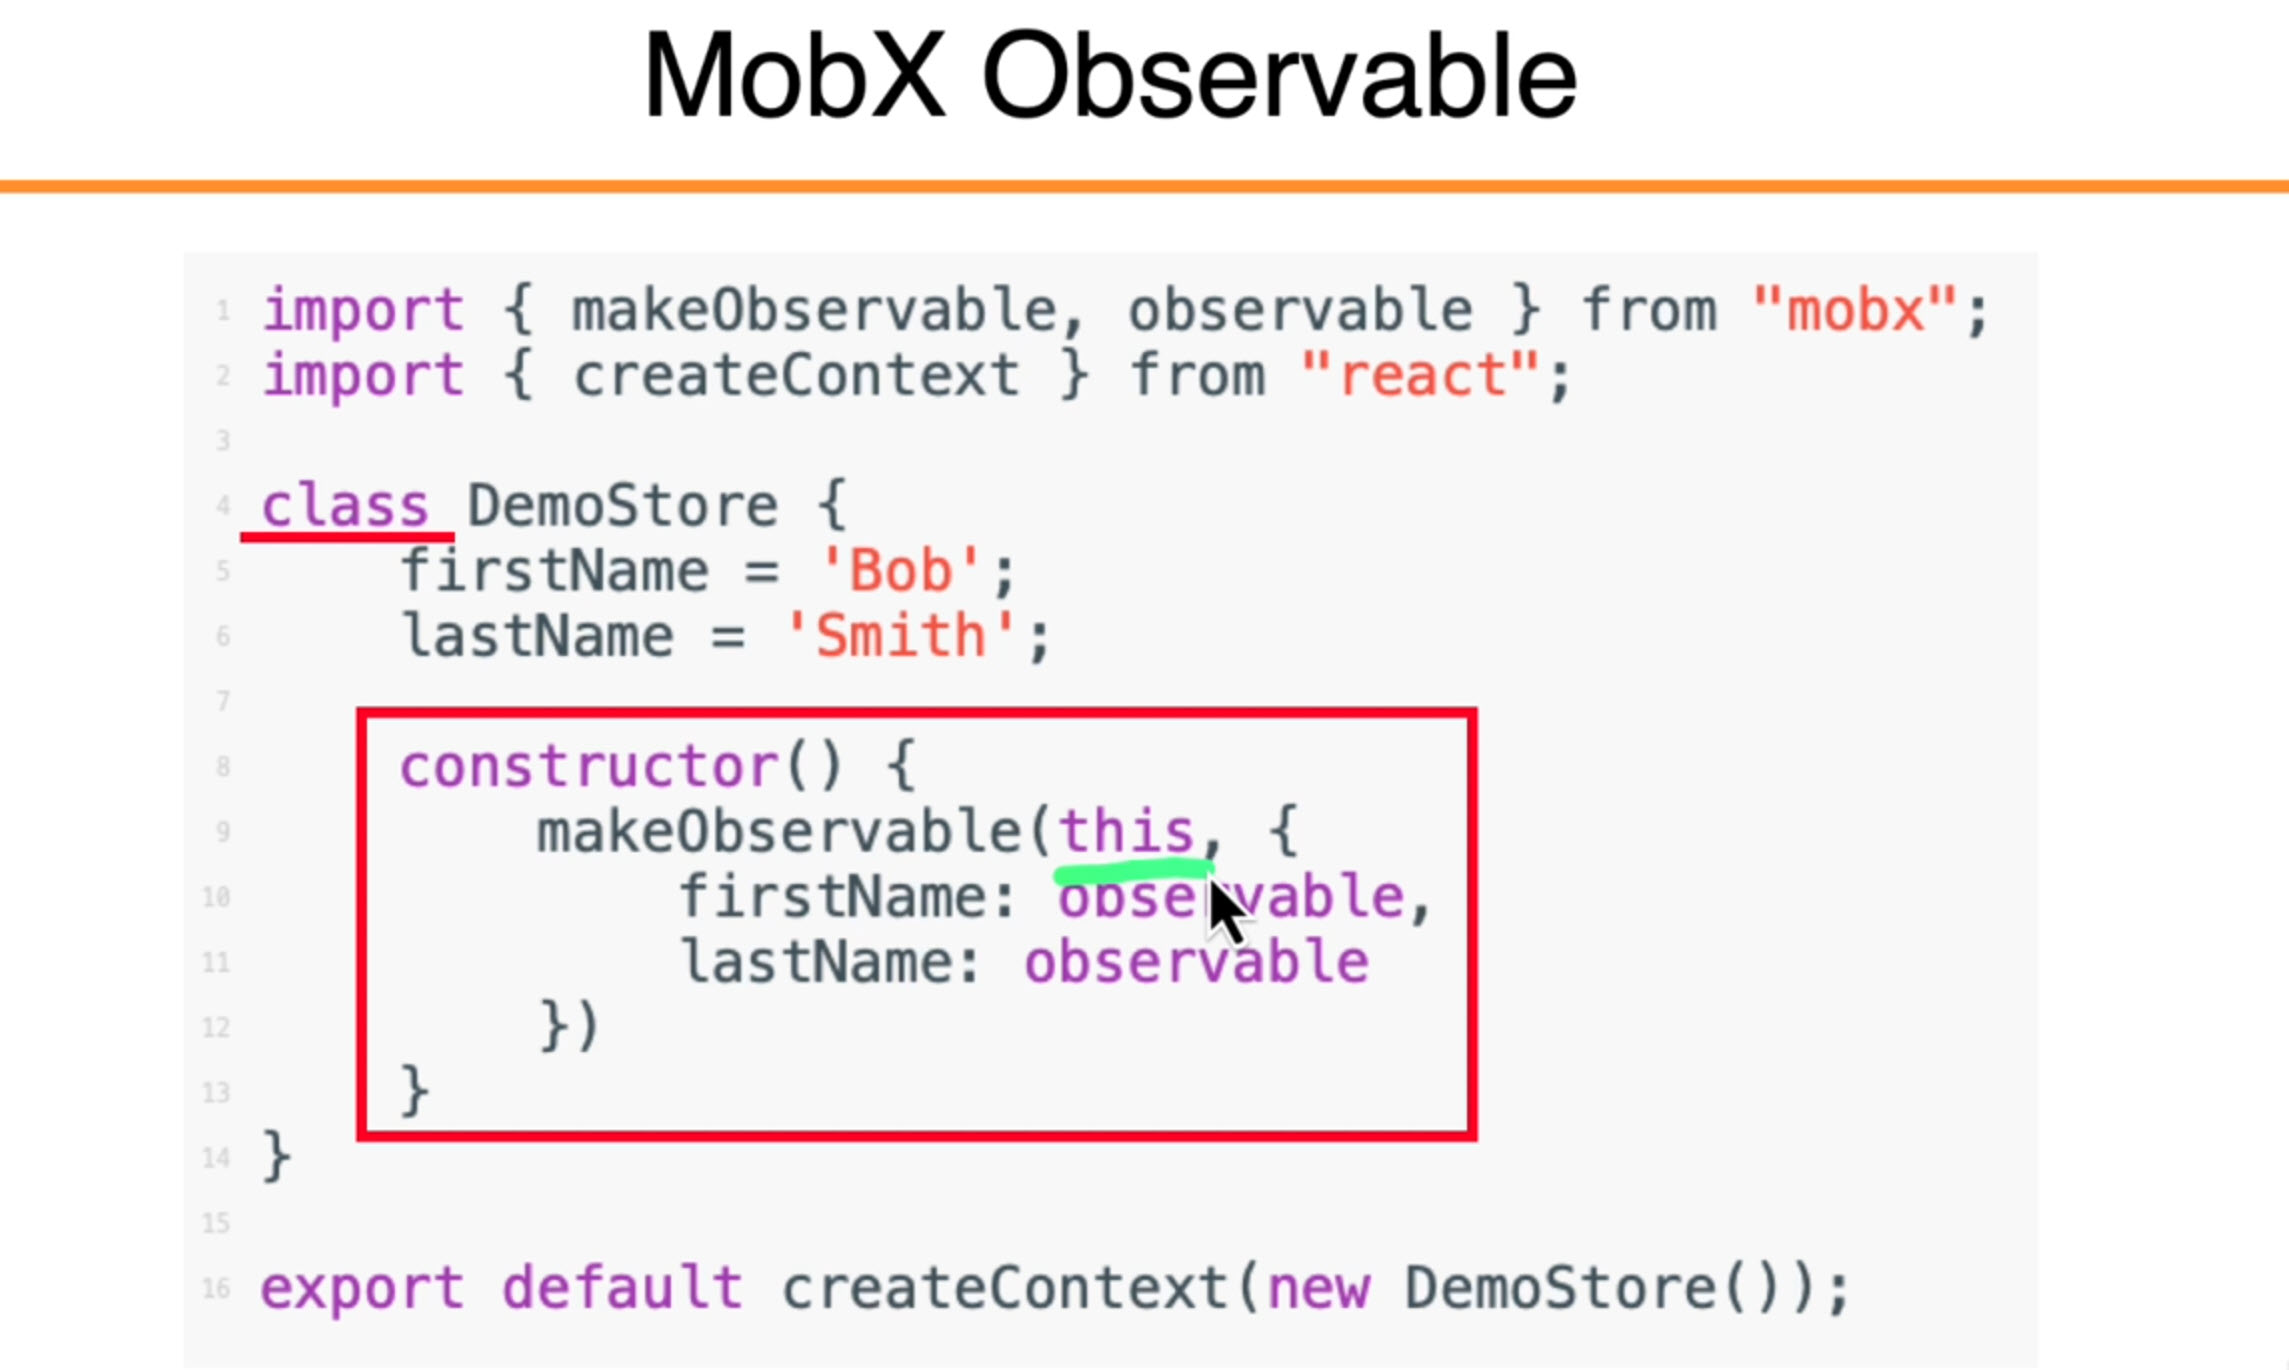 MobX Observable
1 import { makeObservable, observable } from "mobx";
2 import { createContext } from "react";
3
4 class DemoStore {
5     firstName = 'Bob';
6     lastName = 'Smith';
7
8     constructor() {
9         makeObservable(this, {
10             firstName: observable,
11             lastName: observable
12         })
13     }
14 }
15
16 export default createContext(new DemoStore());